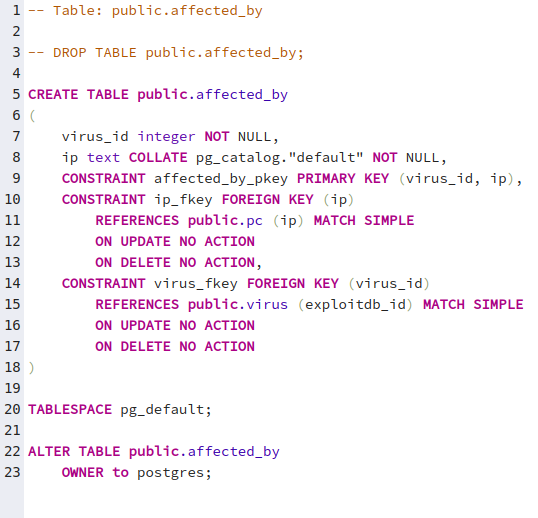 1 -- Table: public.affected_by
2
3 -- DROP TABLE public.affected_by;
4
5 CREATE TABLE public.affected_by
6 (
7     virus_id integer NOT NULL,
8     ip text COLLATE pg_catalog."default" NOT NULL,
9     CONSTRAINT affected_by_pkey PRIMARY KEY (virus_id, ip),
10     CONSTRAINT ip_fkey FOREIGN KEY (ip)
11         REFERENCES public.pc (ip) MATCH SIMPLE
12         ON UPDATE NO ACTION
13         ON DELETE NO ACTION,
14     CONSTRAINT virus_fkey FOREIGN KEY (virus_id)
15         REFERENCES public.virus (exploitdb_id) MATCH SIMPLE
16         ON UPDATE NO ACTION
17         ON DELETE NO ACTION
18 )
19
20 TABLESPACE pg_default;
21
22 ALTER TABLE public.affected_by
23     OWNER to postgres;